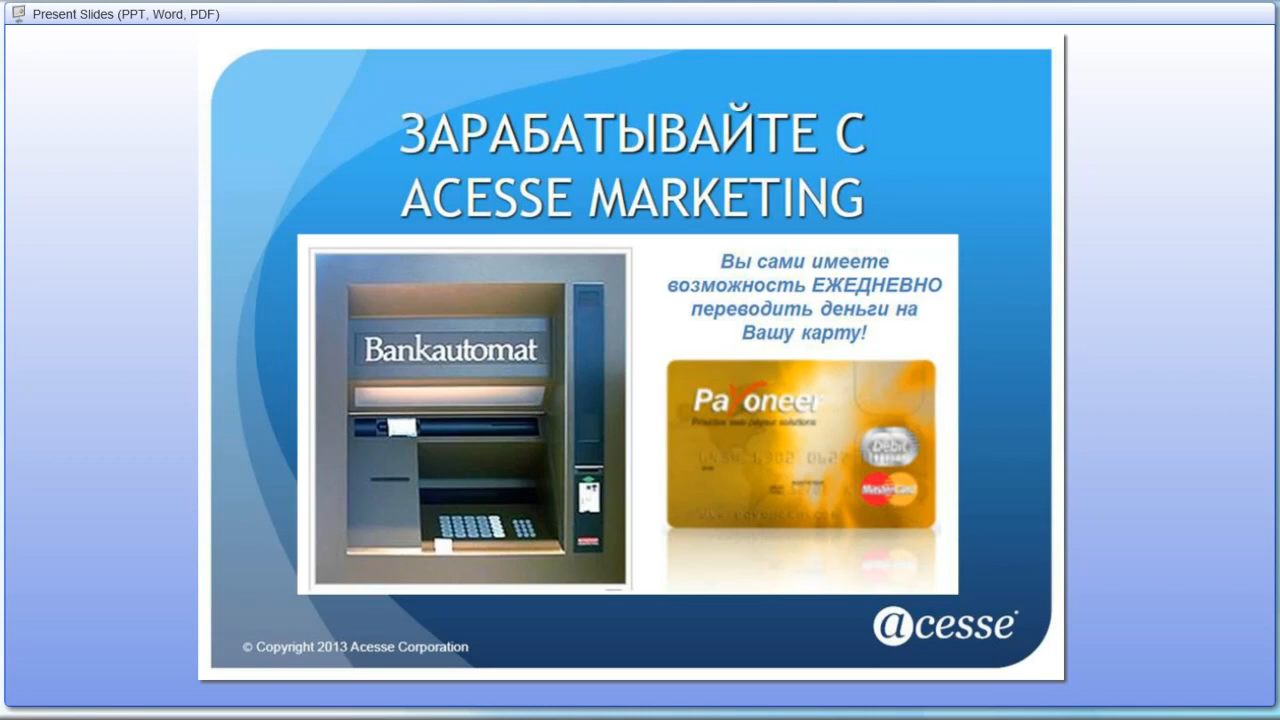 Present Slides (PPT, Word, PDF)
ЗАРАБАТЫВАЙТЕ С
ACESSE MARKETING
Вы сами имеете
возможность ЕЖЕДНЕВНО
переводить деньги на
Вашу карту!
Bankautomat
Payoneer
Debit
MasterCard
acesse
© Copyright 2013 Acesse Corporation